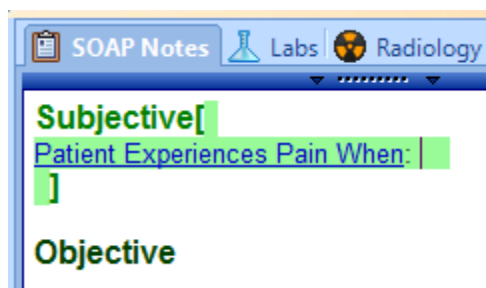 SOAP Notes Labs Radiology
Subjective[
Patient Experiences Pain When:
]
Objective